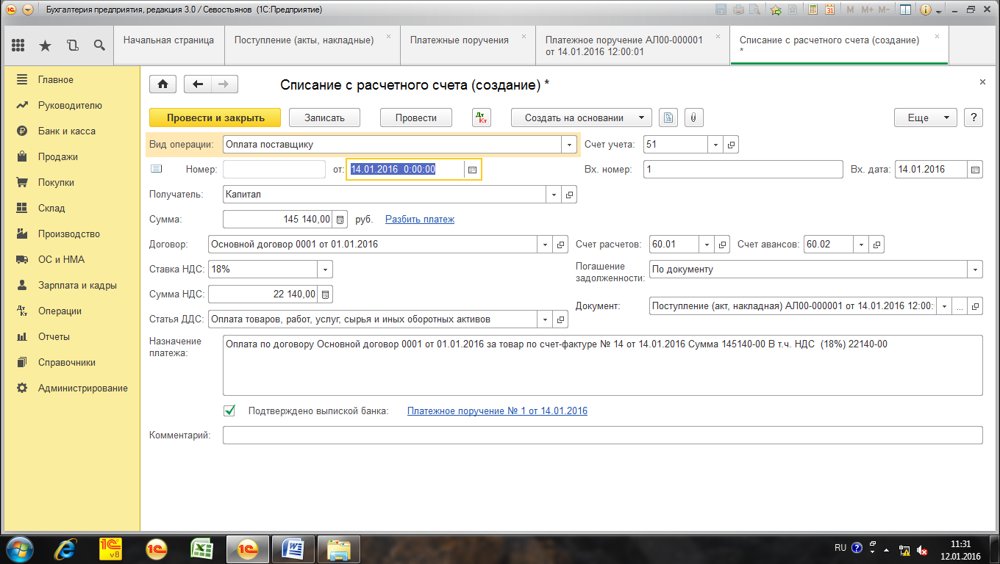 Бухгалтерия предприятия, редакция 3.0 / Севостьянов (1С:Предприятие)
M M+ M-
Начальная страница
Поступление (акты, накладные)
Платежные поручения
Платежное поручение АЛ00-000001
от 14.01.2016 12:00:01
Списание с расчетного счета (создание)
*
Главное
Руководителю
Банк и касса
Продажи
Покупки
Склад
Производство
ОС и НМА
Зарплата и кадры
Операции
Отчеты
Справочники
Администрирование
Списание с расчетного счета (создание) *
Провести и закрыть Записать Провести Дт Кт Создать на основании Еще ?
Вид операции: Оплата поставщику Счет учета: 51
Номер: от: 14.01.2016 0:00:00 Вх. номер: 1 Вх. дата: 14.01.2016
Получатель: Капитал
Сумма: 145 140,00 руб. Разбить платеж
Договор: Основной договор 0001 от 01.01.2016 Счет расчетов: 60.01 Счет авансов: 60.02
Ставка НДС: 18% Погашение
задолженности: По документу
Сумма НДС: 22 140,00
Документ: Поступление (акт, накладная) АЛ00-000001 от 14.01.2016 12:00: ...
Статья ДДС: Оплата товаров, работ, услуг, сырья и иных оборотных активов
Назначение
платежа: Оплата по договору Основной договор 0001 от 01.01.2016 за товар по счет-фактуре № 14 от 14.01.2016 Сумма 145140-00 В т.ч. НДС (18%) 22140-00
Подтверждено выпиской банка: Платежное поручение № 1 от 14.01.2016
Комментарий:
RU 11:31
12.01.2016